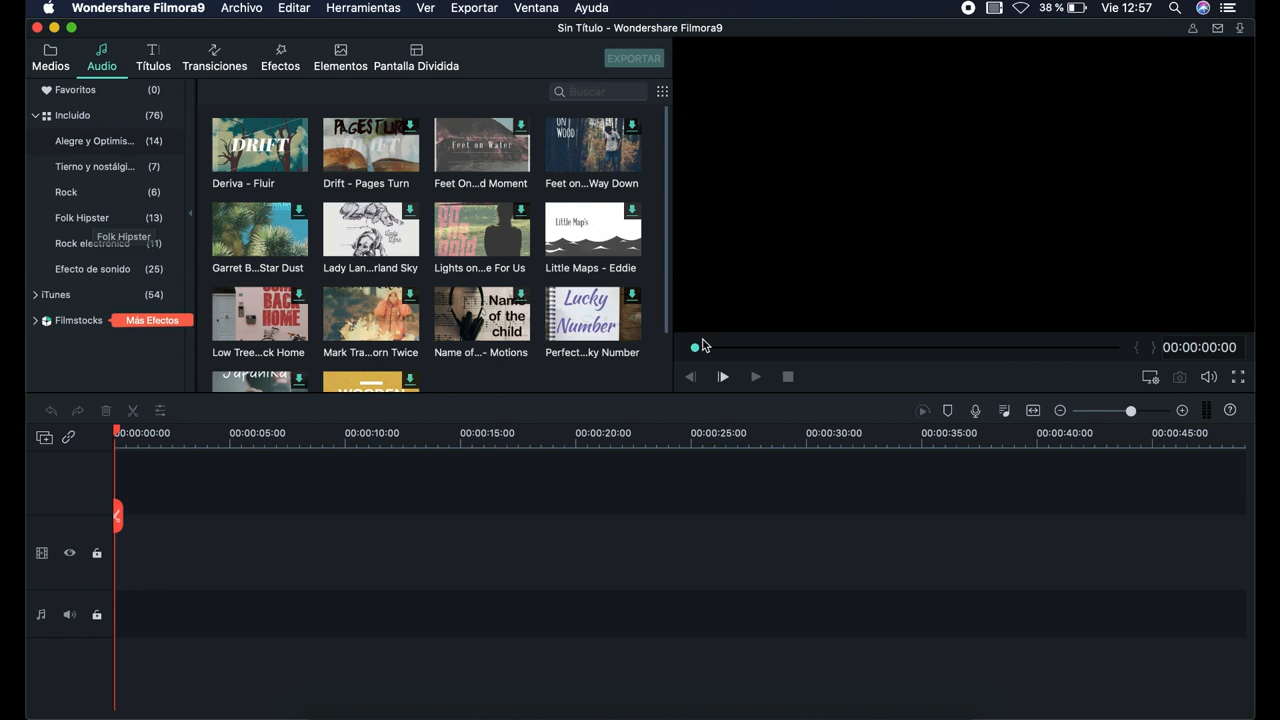 Wondershare Filmora9 Archivo Editar Herramientas Ver Exportar Ventana Ayuda 38 % Vie 12:57
Sin Título - Wondershare Filmora9
Medios Audio Títulos Transiciones Efectos Elementos Pantalla Dividida EXPORTAR
Favoritos (0)
Incluido (76)
Alegre y Optimis... (14)
Tierno y nostálgi... (7)
Rock (6)
Folk Hipster (13)
Folk Hipster
Rock electrónico (11)
Efecto de sonido (25)
iTunes (54)
Filmstocks Más Efectos
Buscar
DRIFT
PAGES TURN
Feet on Water
ON WOOD
Deriva - Fluir
Drift - Pages Turn
Feet On...d Moment
Feet on...Way Down
Little Map's
Garret B...Star Dust
Lady Lan...rland Sky
Lights on...e For Us
Little Maps - Eddie
BACK HOME
Name of the child
Lucky Number
Low Tree...ck Home
Mark Tra...orn Twice
Name of...- Motions
Perfect...ky Number
Japanika
WOODEN
00:00:00:00
00:00:00:00 00:00:05:00 00:00:10:00 00:00:15:00 00:00:20:00 00:00:25:00 00:00:30:00 00:00:35:00 00:00:40:00 00:00:45:00